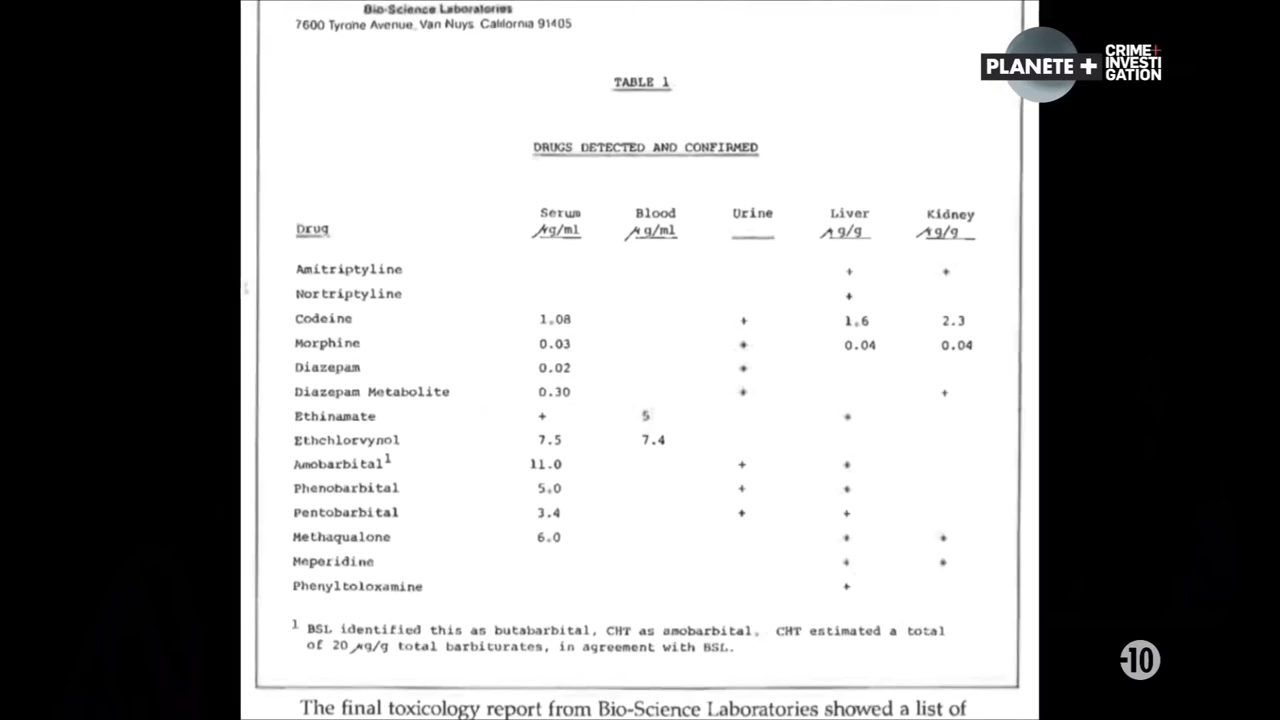 Bio-Science Laboratories
7600 Tyrone Avenue, Van Nuys California 91405
PLANETE +
CRIME+
INVESTI
GATION
TABLE 1
DRUGS DETECTED AND CONFIRMED
Serum Blood Urine Liver Kidney
Drug µg/ml µg/ml µg/g µg/g
Amitriptyline + +
Nortriptyline +
Codeine 1.08 + 1.6 2.3
Morphine 0.03 + 0.04 0.04
Diazepam 0.02 +
Diazepam Metabolite 0.30 + +
Ethinamate + 5 +
Ethchlorvynol 7.5 7.4
Amobarbital¹ 11.0 + +
Phenobarbital 5.0 + +
Pentobarbital 3.4 + +
Methaqualone 6.0 + +
Meperidine + +
Phenyltoloxamine +
¹ BSL identified this as butabarbital, CHT as amobarbital. CHT estimated a total
of 20 µg/g total barbiturates, in agreement with BSL.
-10
The final toxicology report from Bio-Science Laboratories showed a list of